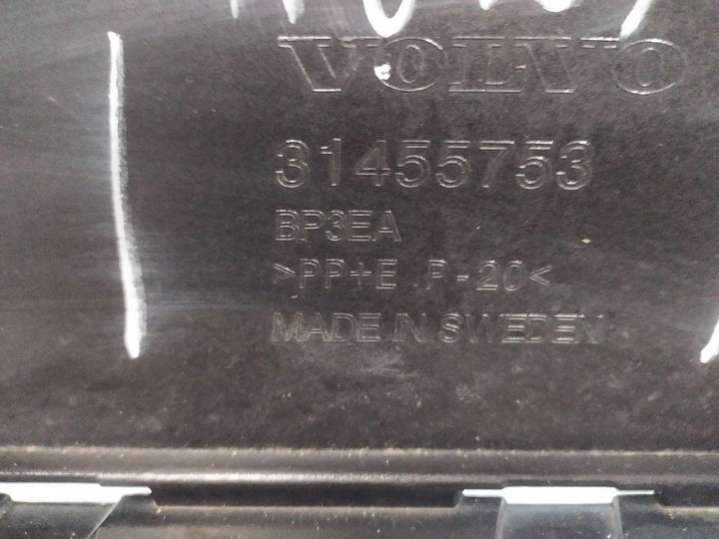 VOLVO
31455753
BP3EA
>PP+E P-20<
MADE IN SWEDEN